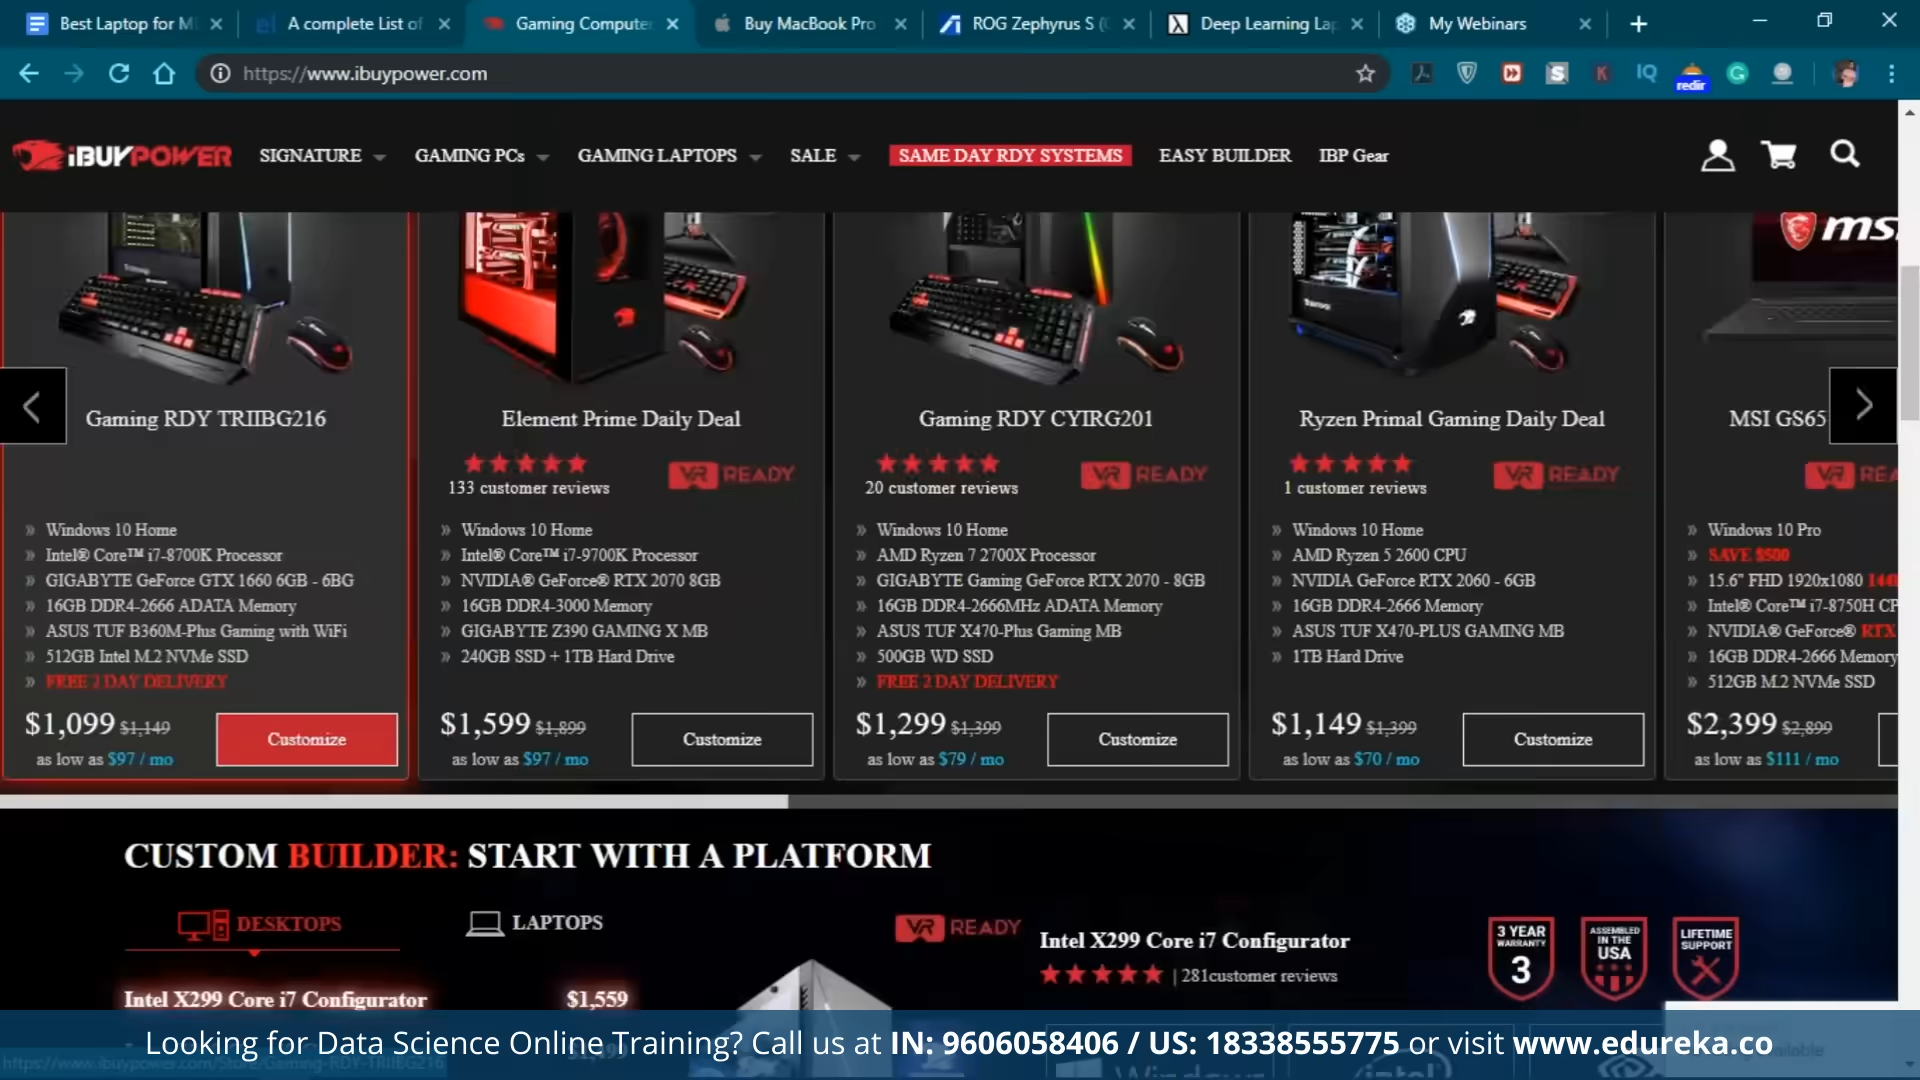 Best Laptop for M
A complete List of
Gaming Compute
Buy MacBook Pro
ROG Zephyrus S (
Deep Learning Lap
My Webinars
https://www.ibuypower.com
IQ
redir
iBUYPOWER
SIGNATURE
GAMING PCs
GAMING LAPTOPS
SALE
SAME DAY RDY SYSTEMS
EASY BUILDER
IBP Gear
msi
Gaming RDY TRIIBG216
Windows 10 Home
Intel® Core™ i7-8700K Processor
GIGABYTE GeForce GTX 1660 6GB - 6BG
16GB DDR4-2666 ADATA Memory
ASUS TUF B360M-Plus Gaming with WiFi
512GB Intel M.2 NVMe SSD
FREE 2 DAY DELIVERY
$1,099 $1,149
as low as $97 / mo
Customize
Element Prime Daily Deal
133 customer reviews
VR READY
Windows 10 Home
Intel® Core™ i7-9700K Processor
NVIDIA® GeForce® RTX 2070 8GB
16GB DDR4-3000 Memory
GIGABYTE Z390 GAMING X MB
240GB SSD + 1TB Hard Drive
$1,599 $1,899
as low as $97 / mo
Customize
Gaming RDY CYIRG201
20 customer reviews
VR READY
Windows 10 Home
AMD Ryzen 7 2700X Processor
GIGABYTE Gaming GeForce RTX 2070 - 8GB
16GB DDR4-2666MHz ADATA Memory
ASUS TUF X470-Plus Gaming MB
500GB WD SSD
FREE 2 DAY DELIVERY
$1,299 $1,399
as low as $79 / mo
Customize
Ryzen Primal Gaming Daily Deal
1 customer reviews
VR READY
Windows 10 Home
AMD Ryzen 5 2600 CPU
NVIDIA GeForce RTX 2060 - 6GB
16GB DDR4-2666 Memory
ASUS TUF X470-PLUS GAMING MB
1TB Hard Drive
$1,149 $1,399
as low as $70 / mo
Customize
MSI GS65
VR REA
Windows 10 Pro
SAVE $500
15.6" FHD 1920x1080 144
Intel® Core™ i7-8750H CP
NVIDIA® GeForce® RTX
16GB DDR4-2666 Memory
512GB M.2 NVMe SSD
$2,399 $2,899
as low as $111 / mo
CUSTOM BUILDER: START WITH A PLATFORM
DESKTOPS
LAPTOPS
VR READY
Intel X299 Core i7 Configurator
281customer reviews
3 YEAR WARRANTY 3
ASSEMBLED IN THE USA
LIFETIME SUPPORT
Intel X299 Core i7 Configurator
$1,559
Looking for Data Science Online Training? Call us at IN: 9606058406 / US: 18338555775 or visit www.edureka.co
https://www.ibuypower.com/Store/Gaming-RDY-TRIIBG216